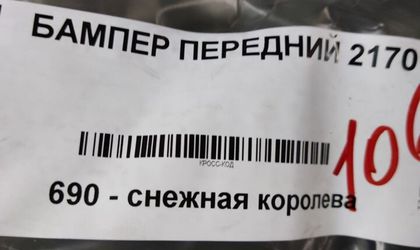 БАМПЕР ПЕРЕДНИЙ 2170
КРОСС-КОД
690 - снежная королева